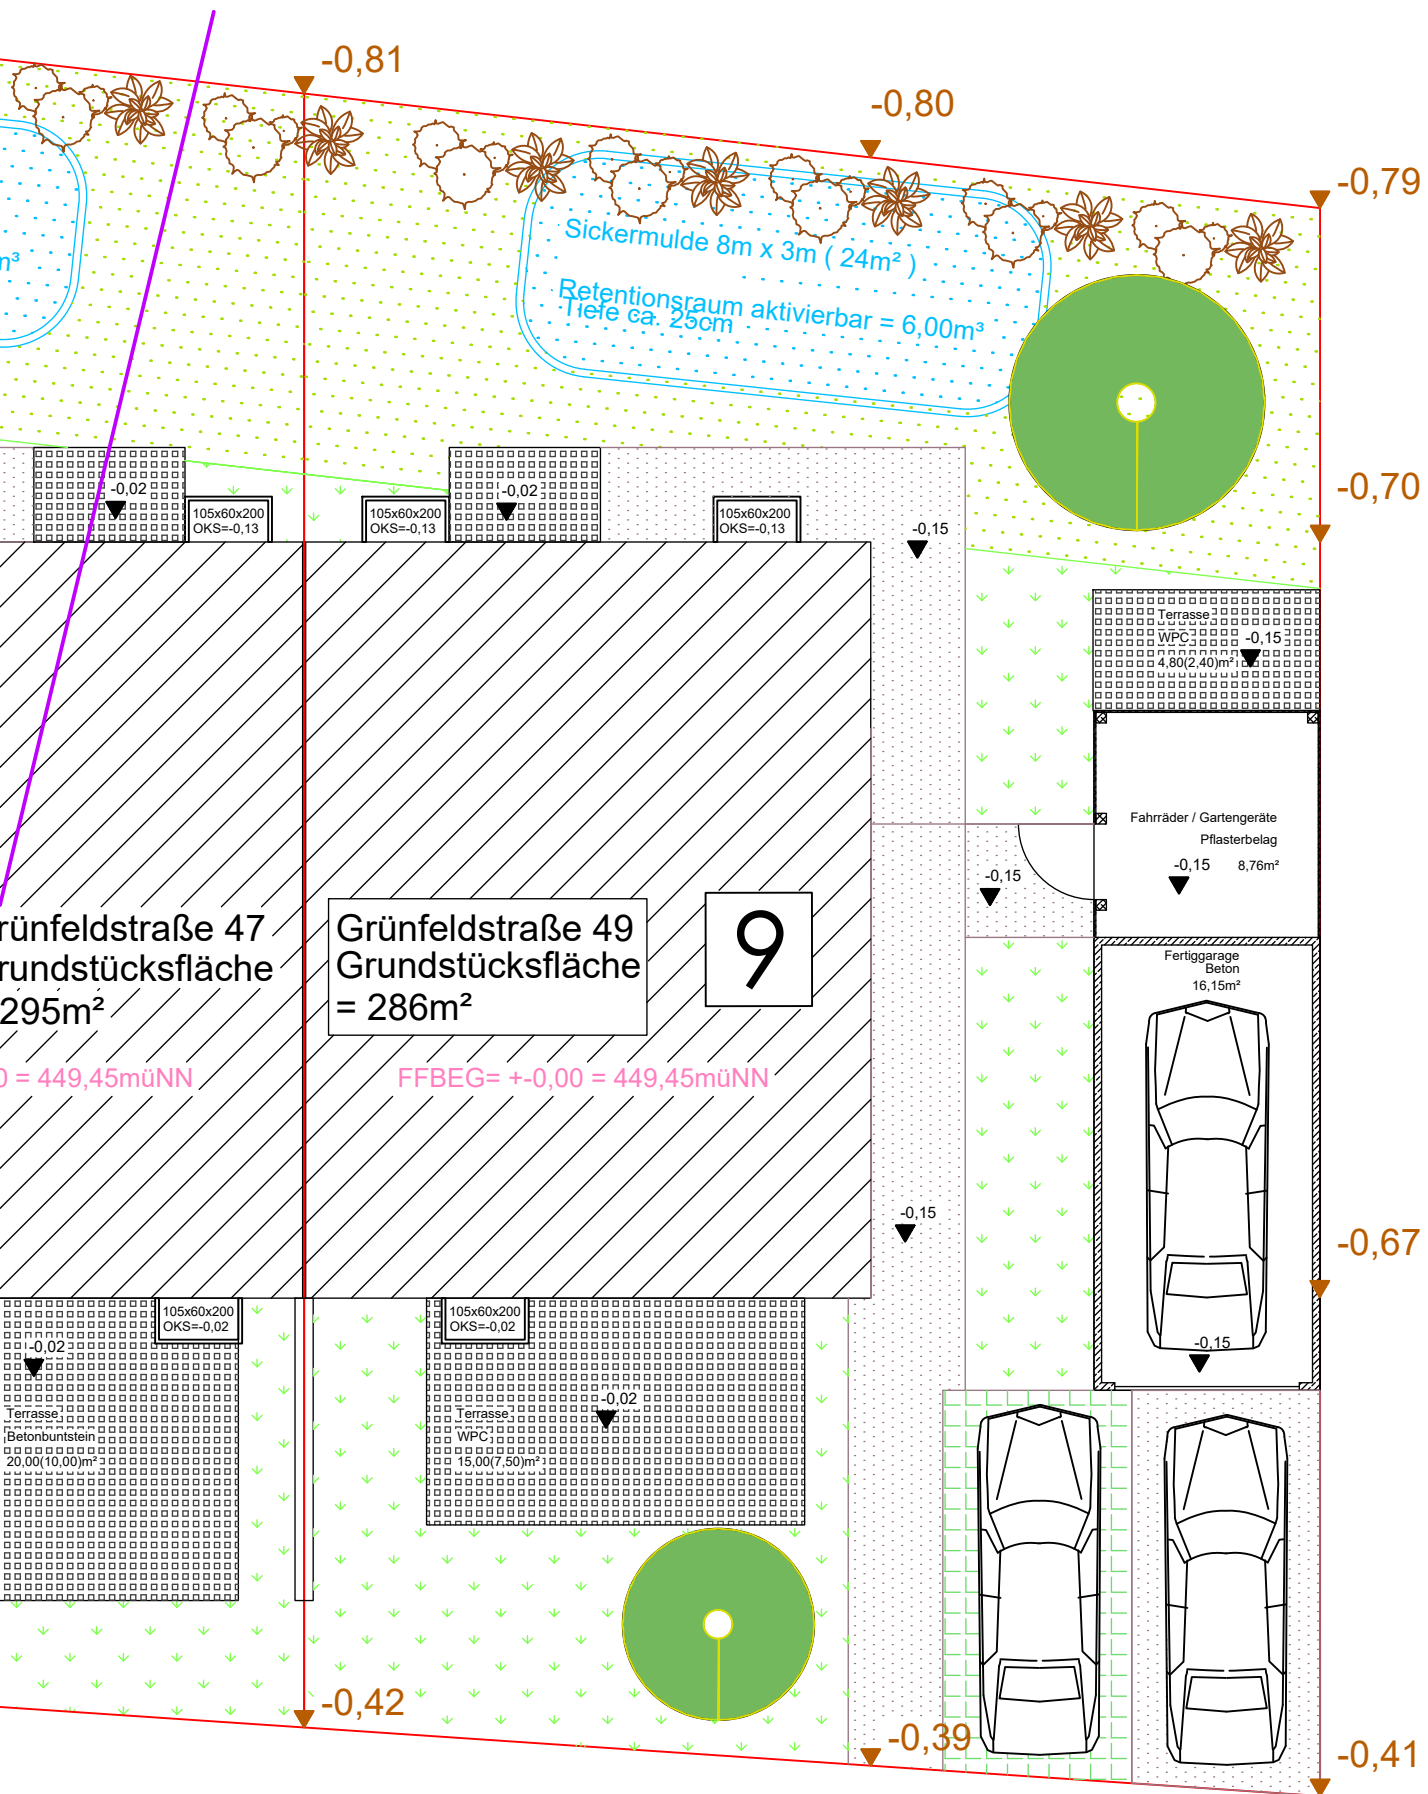 -0,81
-0,80
-0,79
Sickermulde 8m x 3m ( 24m² )
Retentionsraum aktivierbar = 6,00m³
Tiefe ca. 25cm
m³
-0,70
-0,02
105x60x200
OKS=-0,13
105x60x200
OKS=-0,13
-0,02
105x60x200
OKS=-0,13
-0,15
Terrasse
WPC
4,80(2,40)m²
-0,15
Fahrräder / Gartengeräte
Pflasterbelag
8,76m²
-0,15
-0,15
rünfeldstraße 47
rundstücksfläche
295m²
Grünfeldstraße 49
Grundstücksfläche
= 286m²
9
Fertiggarage
Beton
16,15m²
0 = 449,45müNN
FFBEG= +-0,00 = 449,45müNN
-0,15
-0,67
105x60x200
OKS=-0,02
105x60x200
OKS=-0,02
-0,15
-0,02
-0,02
Terrasse
Betonbuntstein
20,00(10,00)m²
Terrasse
WPC
15,00(7,50)m²
-0,42
-0,39
-0,41